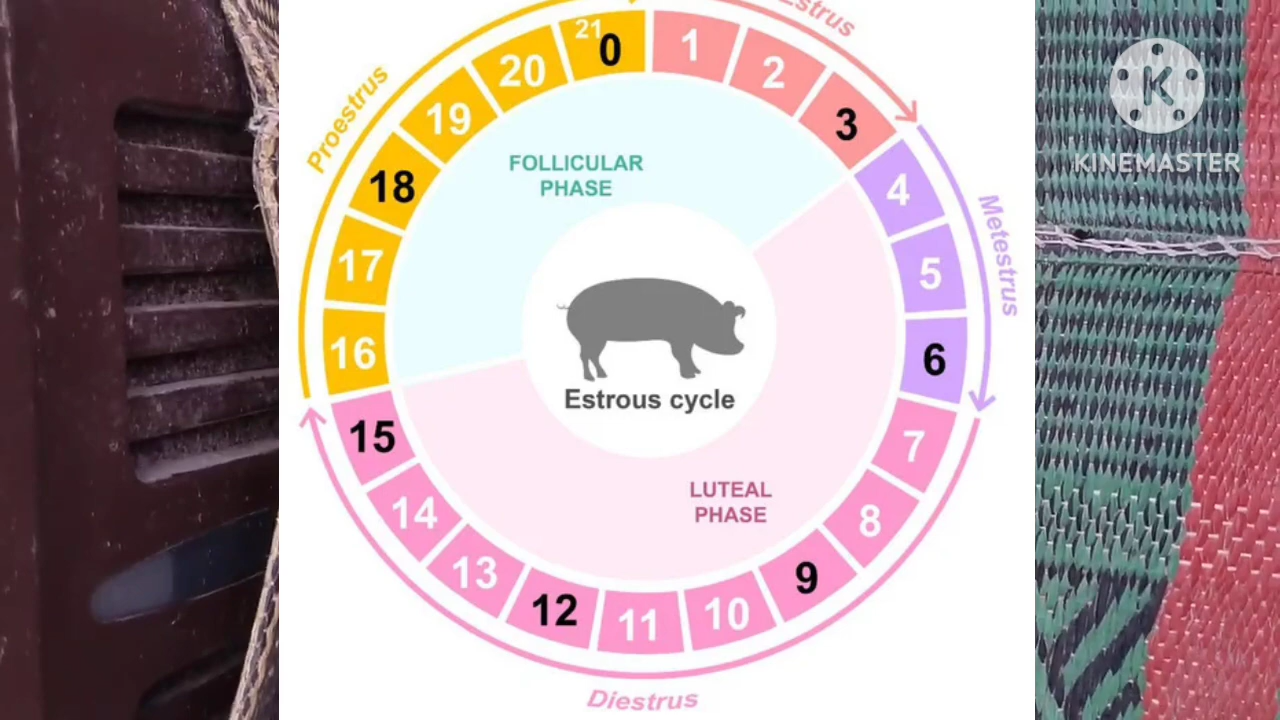 Estrus
1
2
3
Metestrus
4
5
6
7
8
9
10
11
12
13
14
15
Diestrus
Proestrus
16
17
18
19
20
21
0
FOLLICULAR
PHASE
Estrous cycle
LUTEAL
PHASE
K
KINEMASTER